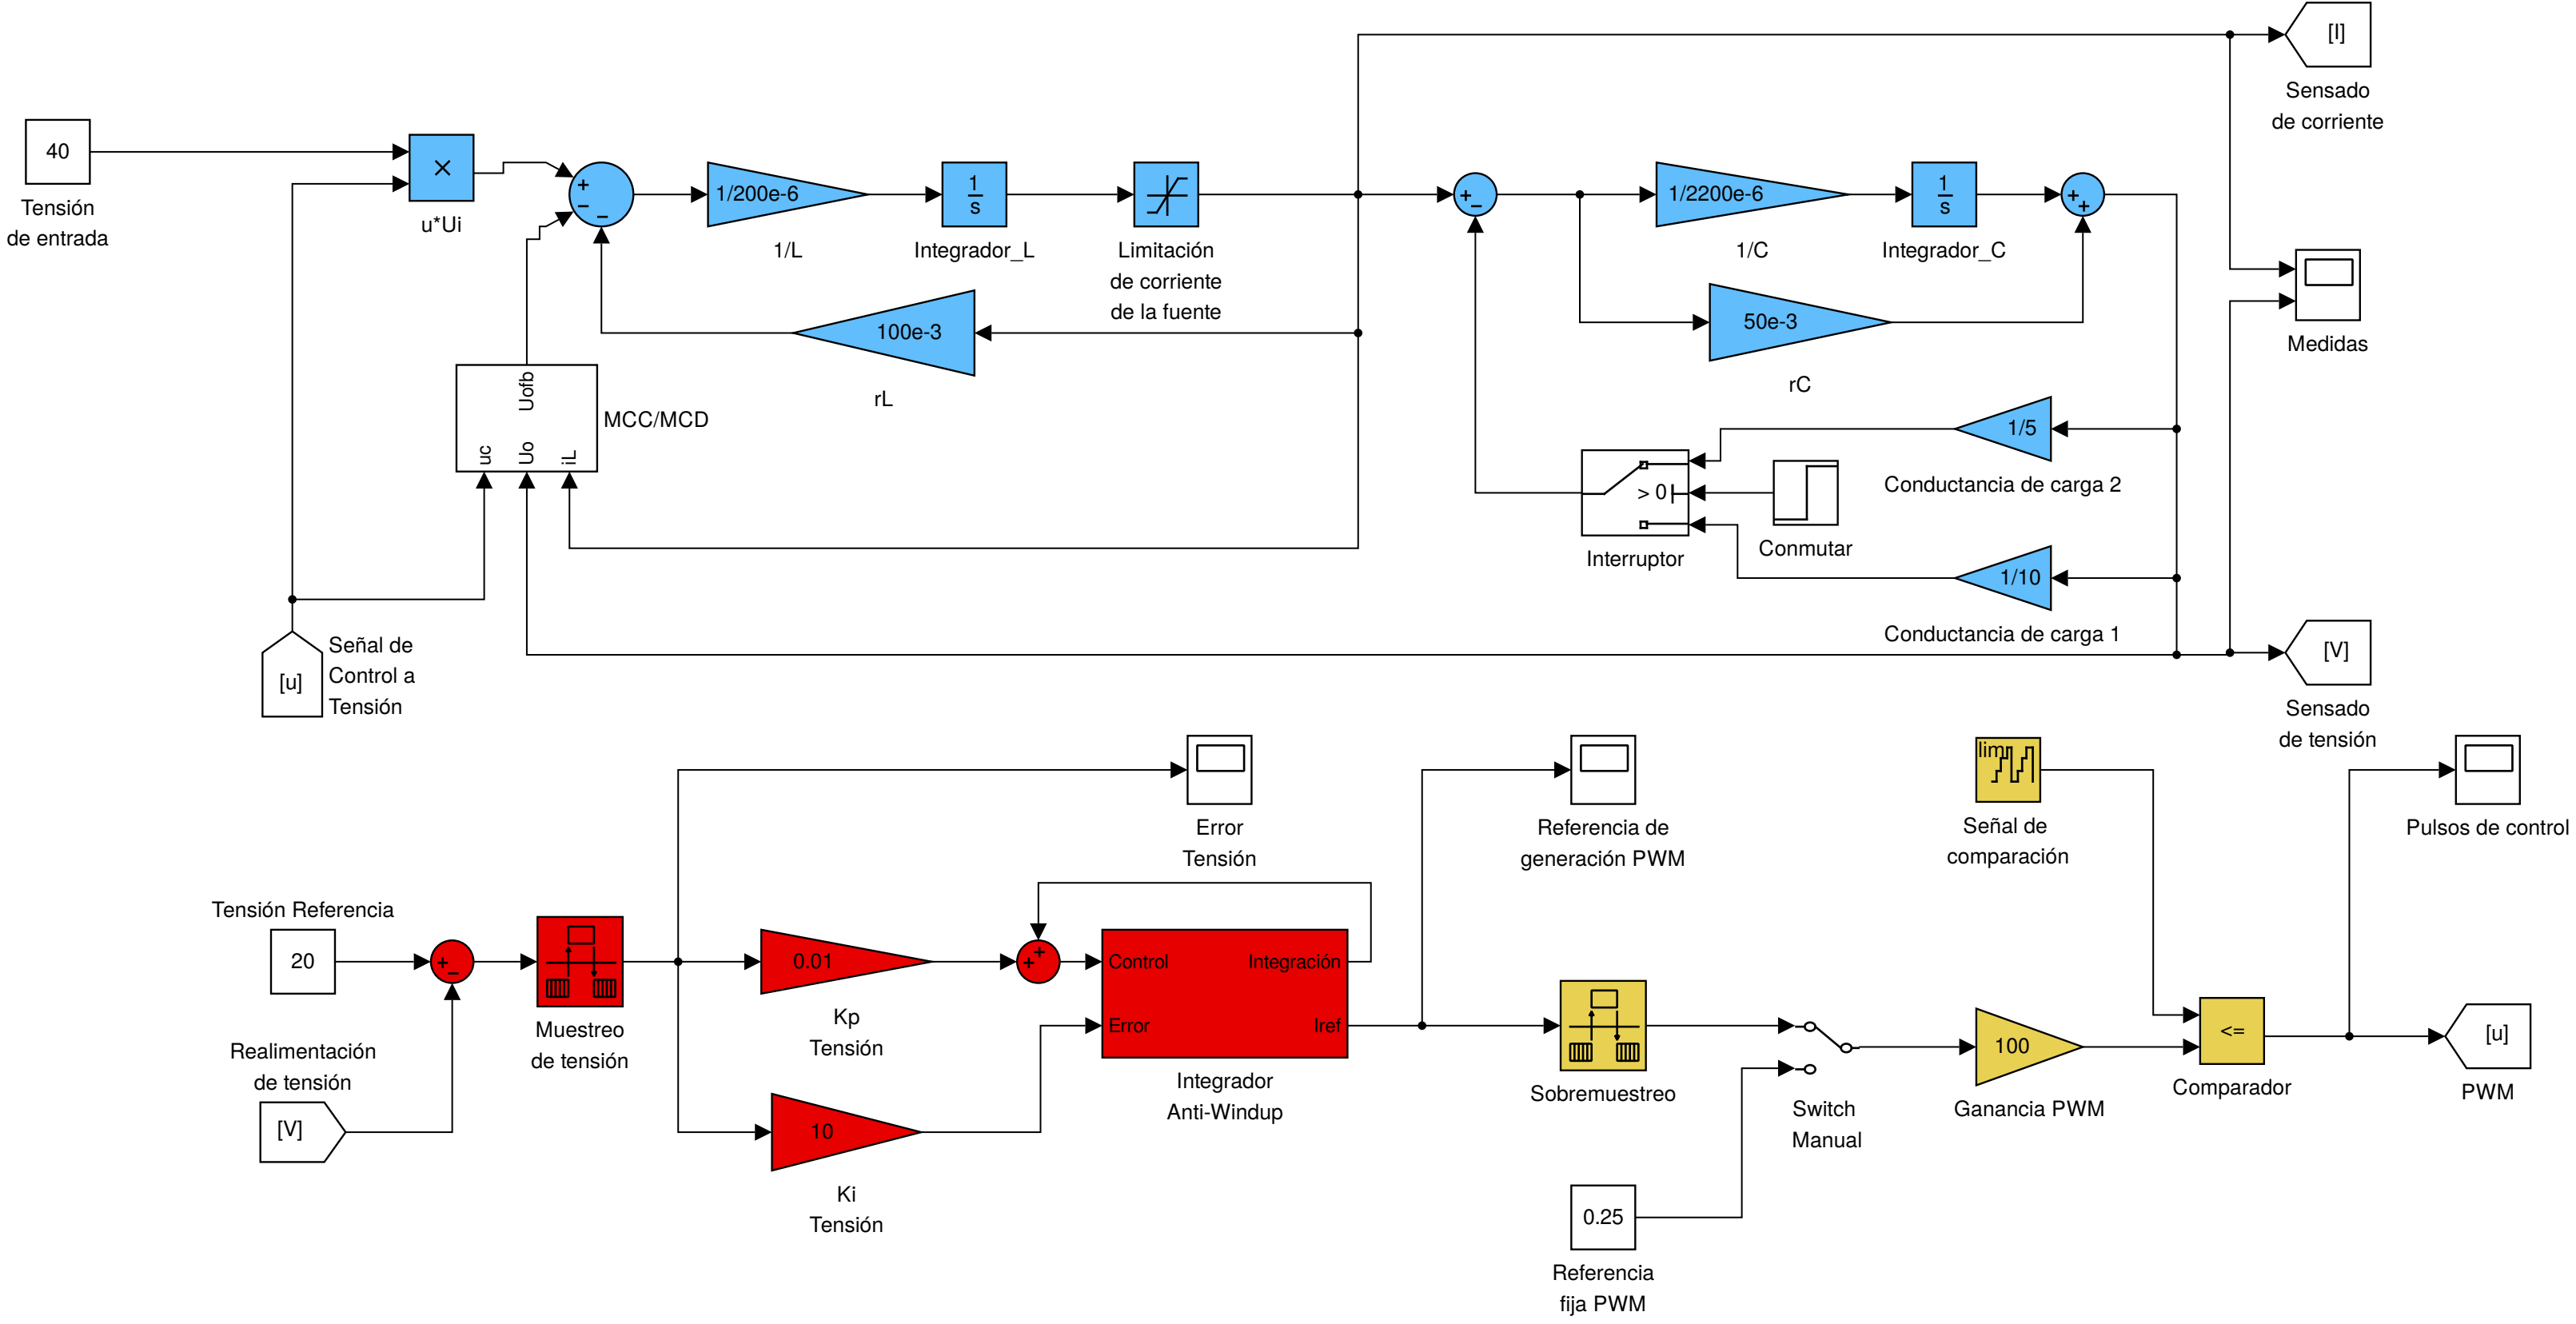 [I]
Sensado
de corriente
40
Tensión
de entrada
×
u*Ui
+
−
−
1/200e-6
1/L
1
s
Integrador_L
Limitación
de corriente
de la fuente
+
−
1/2200e-6
1/C
1
s
Integrador_C
+
+
Medidas
100e-3
rL
50e-3
rC
Uofb
uc
Uo
iL
MCC/MCD
1/5
Conductancia de carga 2
> 0
Interruptor
Conmutar
1/10
Conductancia de carga 1
[u]
Señal de
Control a
Tensión
[V]
Sensado
de tensión
Error
Tensión
Referencia de
generación PWM
lim
Señal de
comparación
Pulsos de control
Tensión Referencia
20
+
−
Muestreo
de tensión
0.01
Kp
Tensión
+
+
Control
Integración
Error
Iref
Integrador
Anti-Windup
Realimentación
de tensión
[V]
10
Ki
Tensión
Sobremuestreo
Switch
Manual
100
Ganancia PWM
<=
Comparador
[u]
PWM
0.25
Referencia
fija PWM